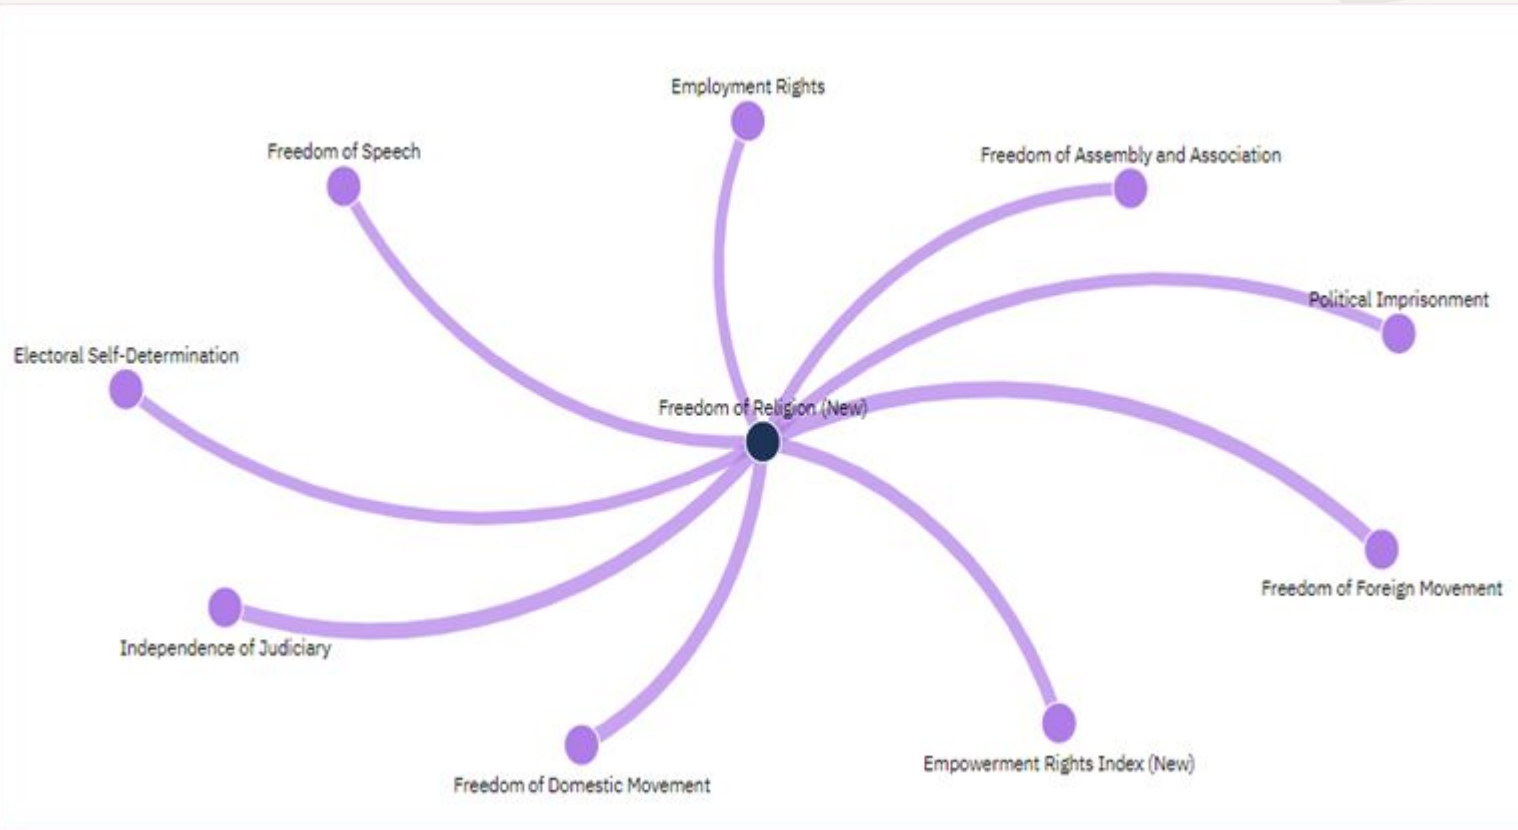 Employment Rights
Freedom of Speech
Freedom of Assembly and Association
Political Imprisonment
Electoral Self-Determination
Freedom of Religion (New)
Freedom of Foreign Movement
Independence of Judiciary
Empowerment Rights Index (New)
Freedom of Domestic Movement